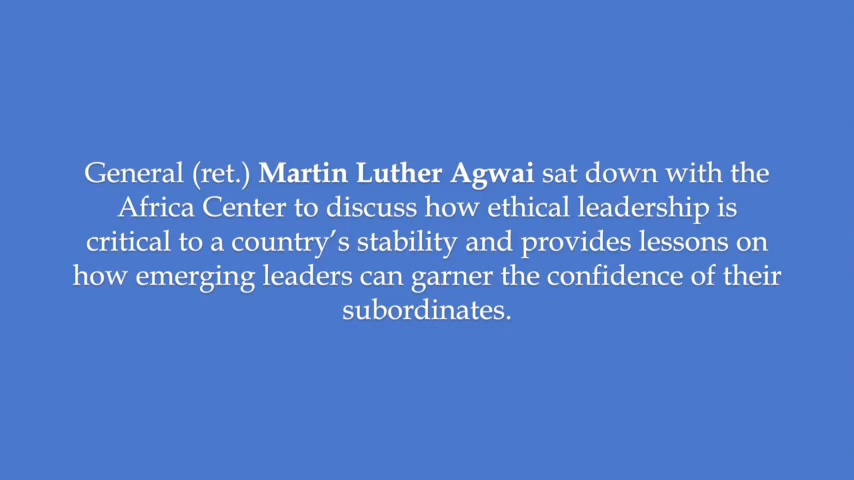 General (ret.) Martin Luther Agwai sat down with the
Africa Center to discuss how ethical leadership is
critical to a country’s stability and provides lessons on
how emerging leaders can garner the confidence of their
subordinates.